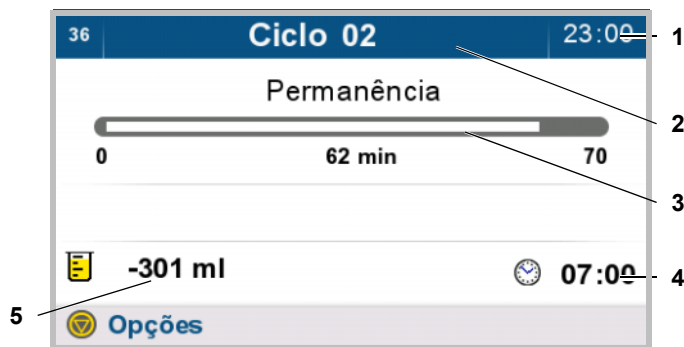 36 Ciclo 02 23:00 1
Permanência
2
0 62 min 70
3
-301 ml 07:00 4
5
Opções